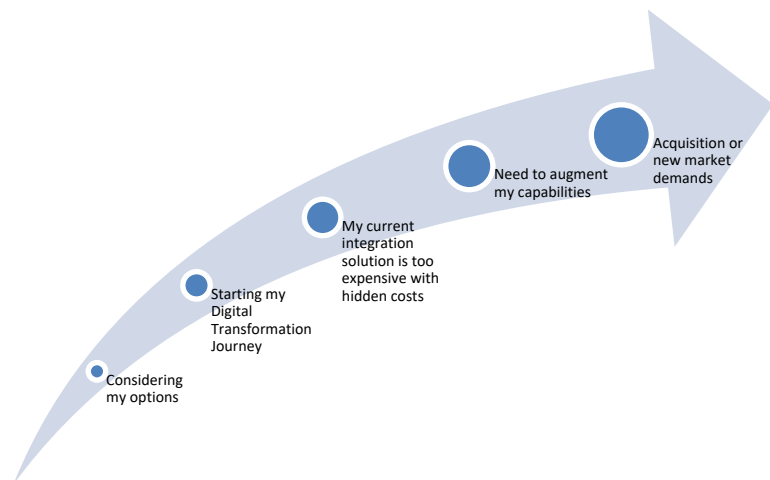 Considering
my options
Starting my
Digital
Transformation
Journey
My current
integration
solution is too
expensive with
hidden costs
Need to augment
my capabilities
Acquisition or
new market
demands